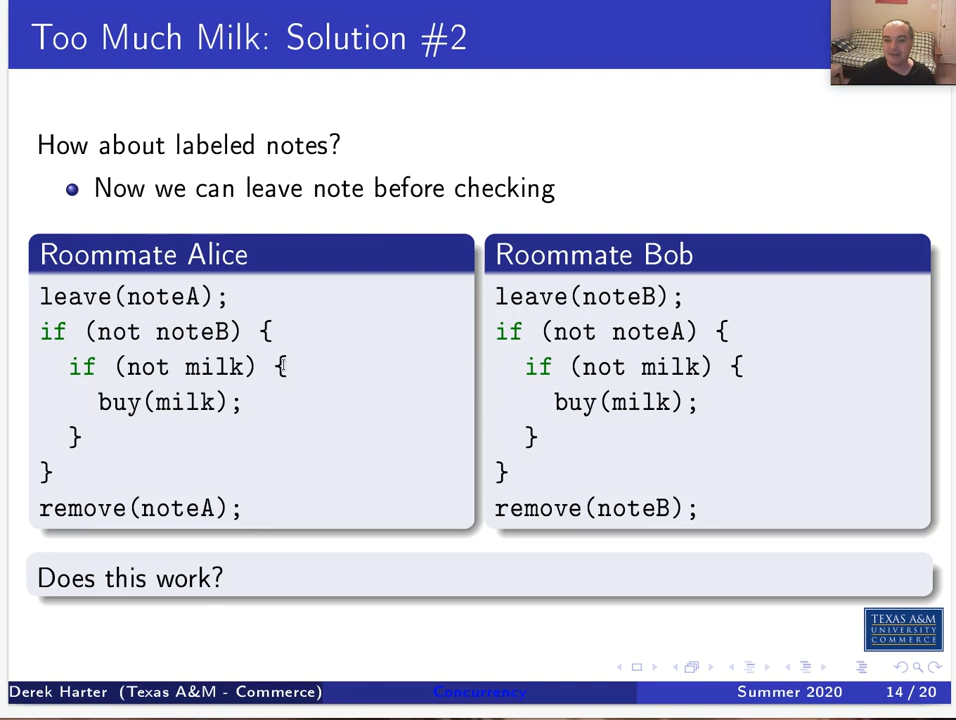 Too Much Milk: Solution #2
How about labeled notes?
Now we can leave note before checking
Roommate Alice
leave(noteA);
if (not noteB) {
if (not milk) {
buy(milk);
}
}
remove(noteA);
Roommate Bob
leave(noteB);
if (not noteA) {
if (not milk) {
buy(milk);
}
}
remove(noteB);
Does this work?
TEXAS A&M
UNIVERSITY
COMMERCE
Derek Harter (Texas A&M - Commerce) Concurrency Summer 2020 14 / 20